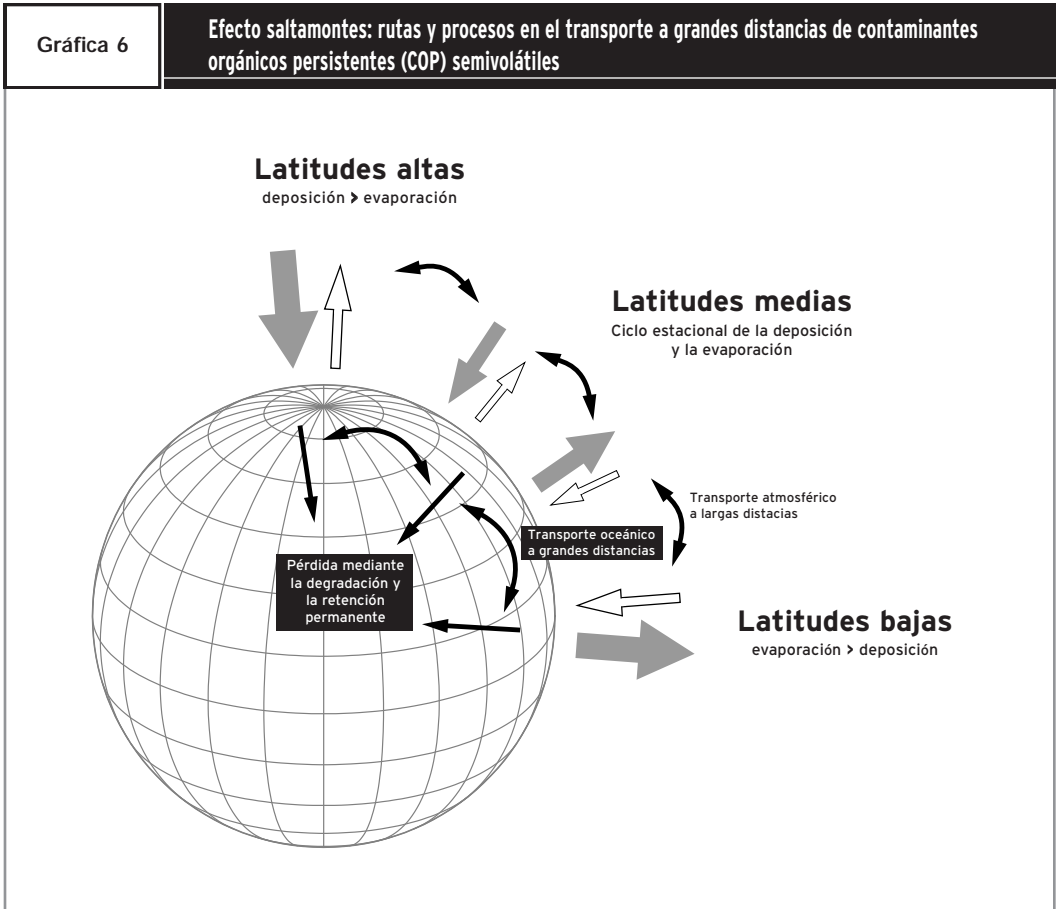 Gráfica 6
Efecto saltamontes: rutas y procesos en el transporte a grandes distancias de contaminantes
orgánicos persistentes (COP) semivolátiles
Latitudes altas
deposición > evaporación
Latitudes medias
Ciclo estacional de la deposición
y la evaporación
Transporte atmosférico
a largas distacias
Transporte oceánico
a grandes distancias
Pérdida mediante
la degradación y
la retención
permanente
Latitudes bajas
evaporación > deposición